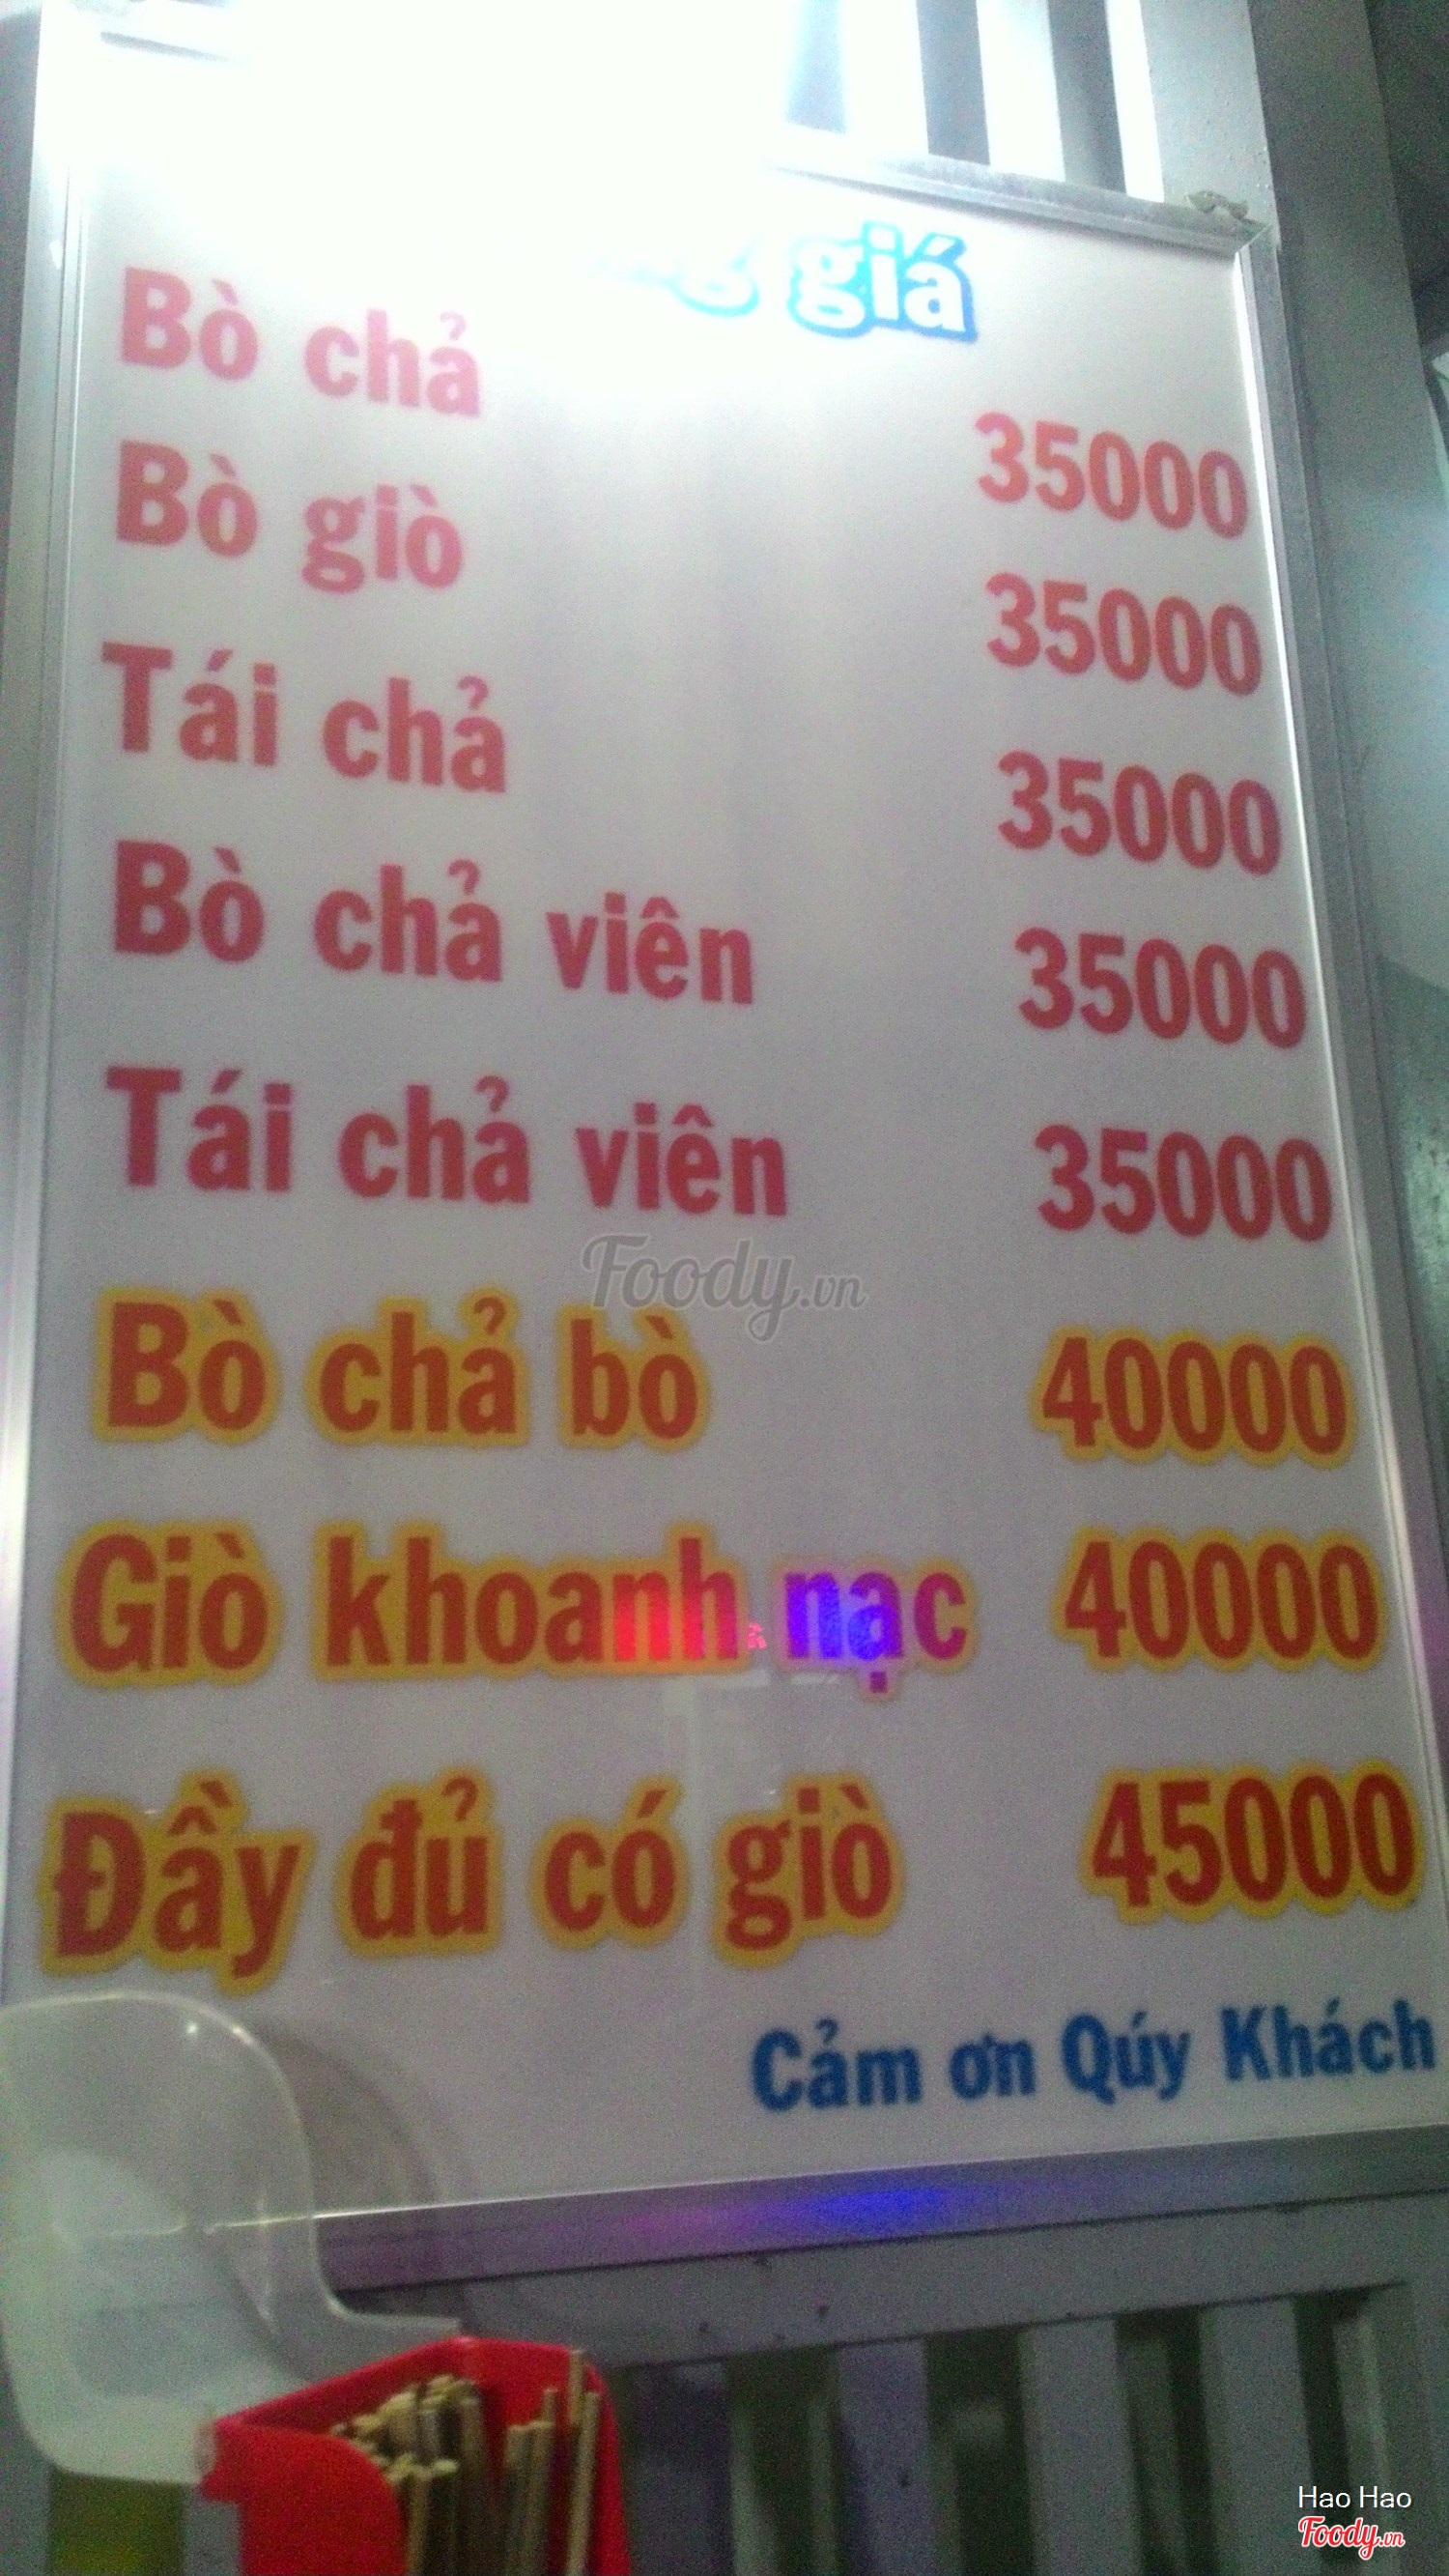 giá
Bò chả 35000
Bò giò 35000
Tái chả 35000
Bò chả viên 35000
Tái chả viên 35000
Bò chả bò 40000
Giò khoanh nạc 40000
Đầy đủ có giò 45000
Cảm ơn Qúy Khách
Foody.vn
Hao Hao
Foody.vn